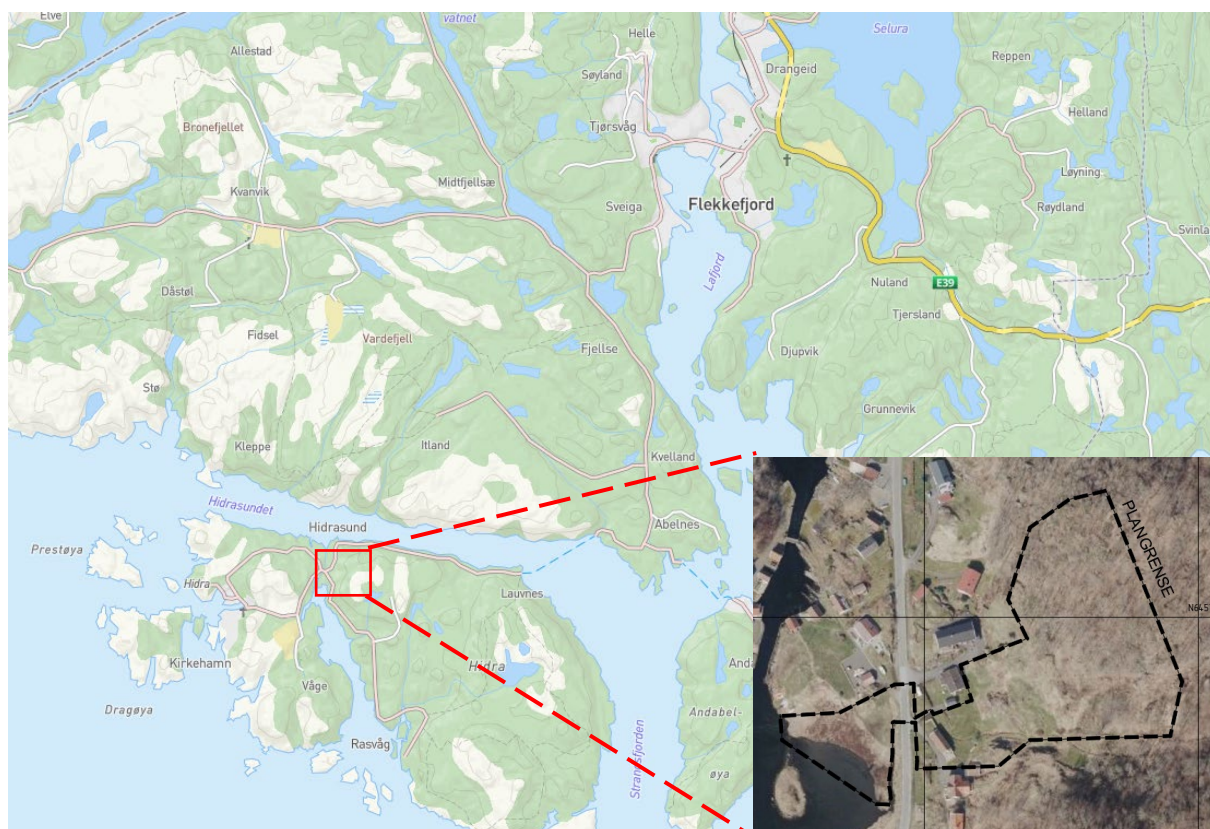 Elve
vatnet
Helle
Selura
Allestad
Reppen
Søyland
Drangeid
Helland
Bronefjellet
Tjørsvåg
Løyning
Kvanvik
Midtfjellsæ
Røydland
Sveiga
Flekkefjord
Svinla
Lafjord
Dåstøl
Nuland
E39
Tjersland
Fidsel
Vardefjell
Fjellse
Djupvik
Stø
Grunnevik
Kleppe
Itland
Kvelland
Hidrasundet
Hidrasund
Abelnes
Prestøya
Hidra
Lauvnes
Kirkehamn
Hidra
Anda
Våge
Dragøya
Andabel-
Rasvåg
Strandsfjorden
øya
PLANGRENSE
N645